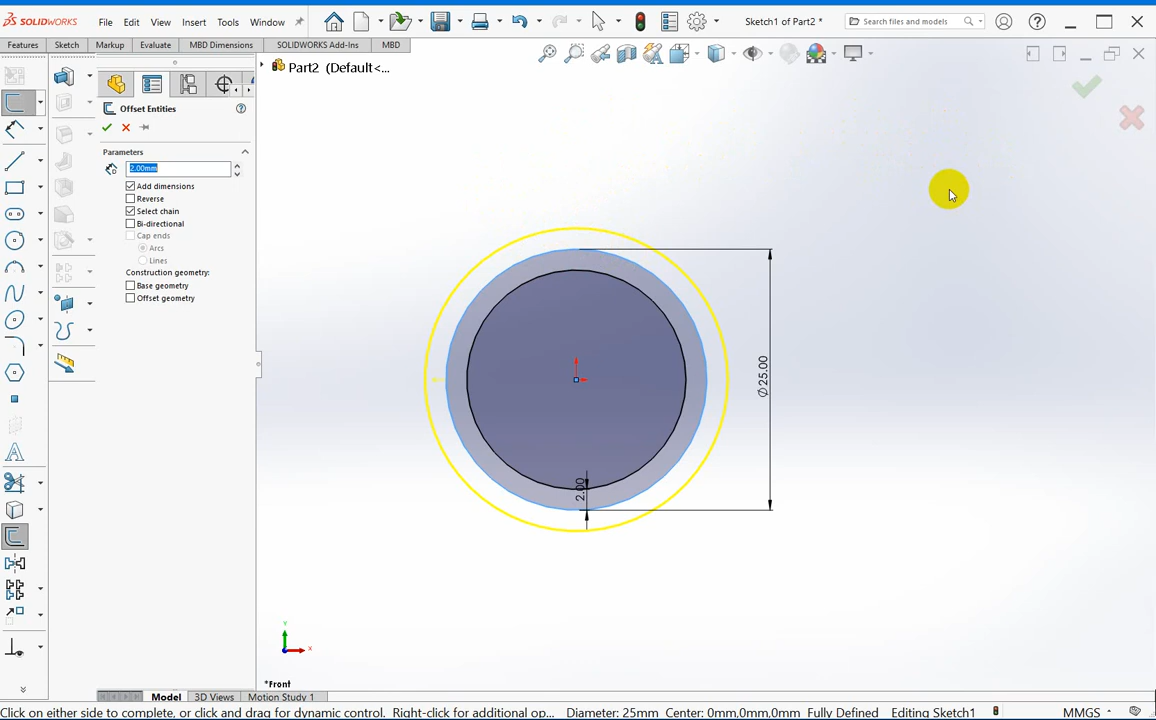 SOLIDWORKS File Edit View Insert Tools Window Sketch1 of Part2 * Search files and models
Features Sketch Markup Evaluate MBD Dimensions SOLIDWORKS Add-Ins MBD
Part2 (Default<...
Offset Entities
Parameters
2.00mm
Add dimensions
Reverse
Select chain
Bi-directional
Cap ends
Arcs
Lines
Construction geometry:
Base geometry
Offset geometry
Ø25.00
2.00
Y
X
*Front
Model 3D Views Motion Study 1
Click on either side to complete, or click and drag for dynamic control. Right-click for additional op... Diameter: 25mm Center: 0mm,0mm,0mm Fully Defined Editing Sketch1 MMGS